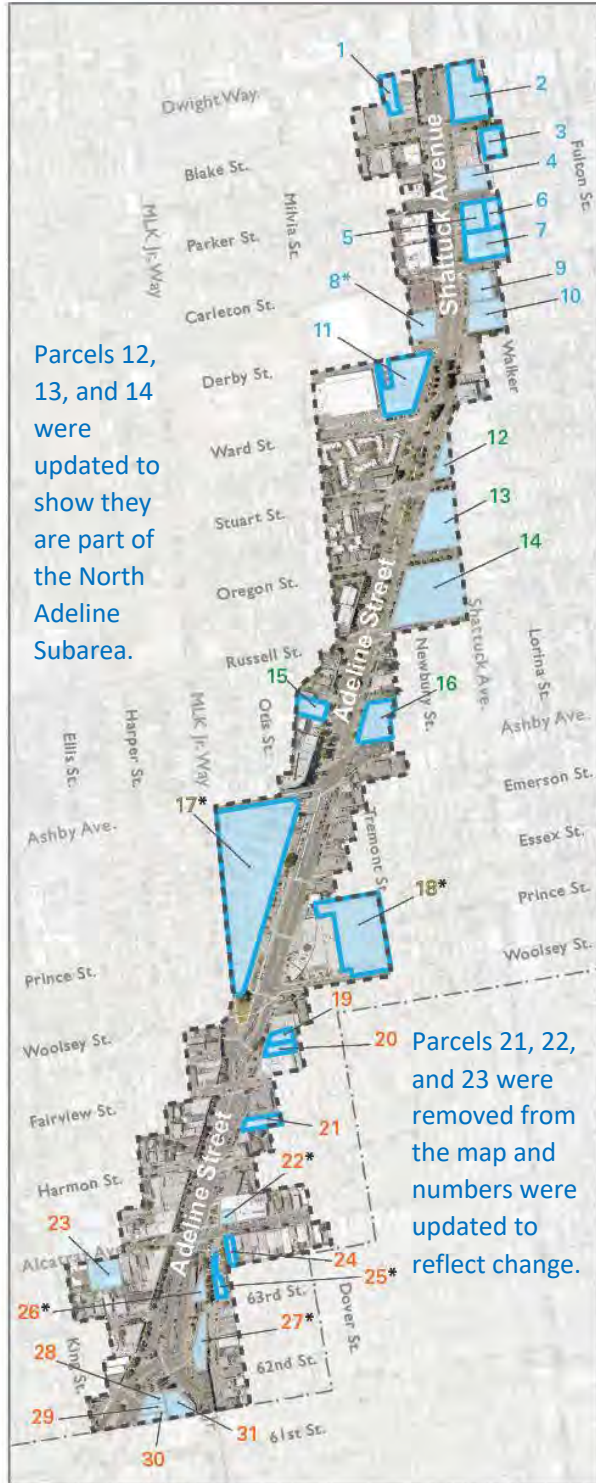 1
Dwight Way
2
3
Blake St.
4
Fulton St.
Shattuck Avenue
Milvia St.
MLK Jr. Way
5
6
Parker St.
7
8*
9
Carleton St.
10
11
Walker
Parcels 12,
13, and 14
were
updated to
show they
are part of
the North
Adeline
Subarea.
Derby St.
12
Ward St.
13
Stuart St.
14
Oregon St.
Adeline Street
Shattuck Ave.
Newbury St.
Lorina St.
Russell St.
15
16
Otis St.
MLK Jr. Way
Harper St.
Ellis St.
Ashby Ave.
Emerson St.
17*
Tremont St.
Ashby Ave.
Essex St.
18*
Prince St.
Woolsey St.
Prince St.
19
Woolsey St.
20
Parcels 21, 22,
and 23 were
removed from
the map and
numbers were
updated to
reflect change.
Fairview St.
21
Adeline Street
Harmon St.
22*
23
Alcatraz Ave.
24
25*
26*
63rd St.
Dover St.
27*
King St.
28
62nd St.
29
31
30
61st St.